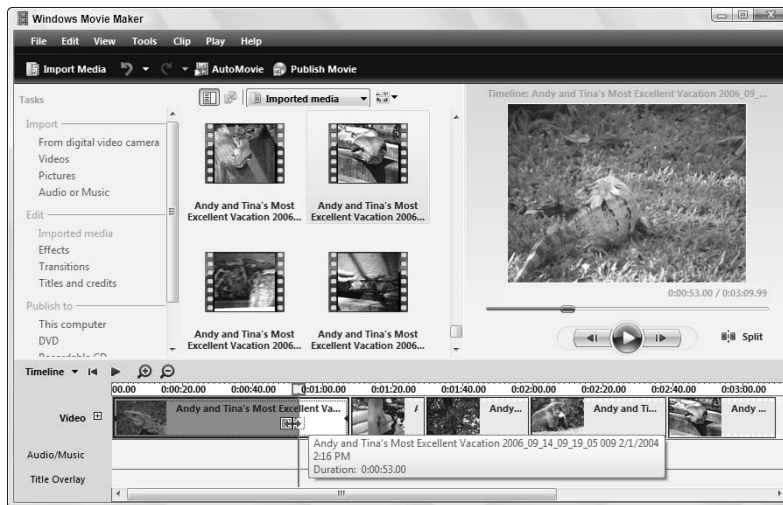 Windows Movie Maker
File Edit View Tools Clip Play Help
Import Media AutoMovie Publish Movie
Tasks
Import
From digital video camera
Videos
Pictures
Audio or Music
Edit
Imported media
Effects
Transitions
Titles and credits
Publish to
This computer
DVD
Recordable CD
Imported media
Andy and Tina's Most
Excellent Vacation 2006...
Andy and Tina's Most
Excellent Vacation 2006...
Andy and Tina's Most
Excellent Vacation 2006...
Andy and Tina's Most
Excellent Vacation 2006...
Timeline: Andy and Tina's Most Excellent Vacation 2006_09_...
0:00:53.00 / 0:03:09.99
Split
Timeline
00.00 0:00:20.00 0:00:40.00 0:01:00.00 0:01:20.00 0:01:40.00 0:02:00.00 0:02:20.00 0:02:40.00 0:03:00.00
Video Andy and Tina's Most Excellent Va... Andy... Andy and Ti... Andy ...
Andy and Tina's Most Excellent Vacation 2006_09_14_09_19_05 009 2/1/2004
2:16 PM
Duration: 0:00:53.00
Audio/Music
Title Overlay